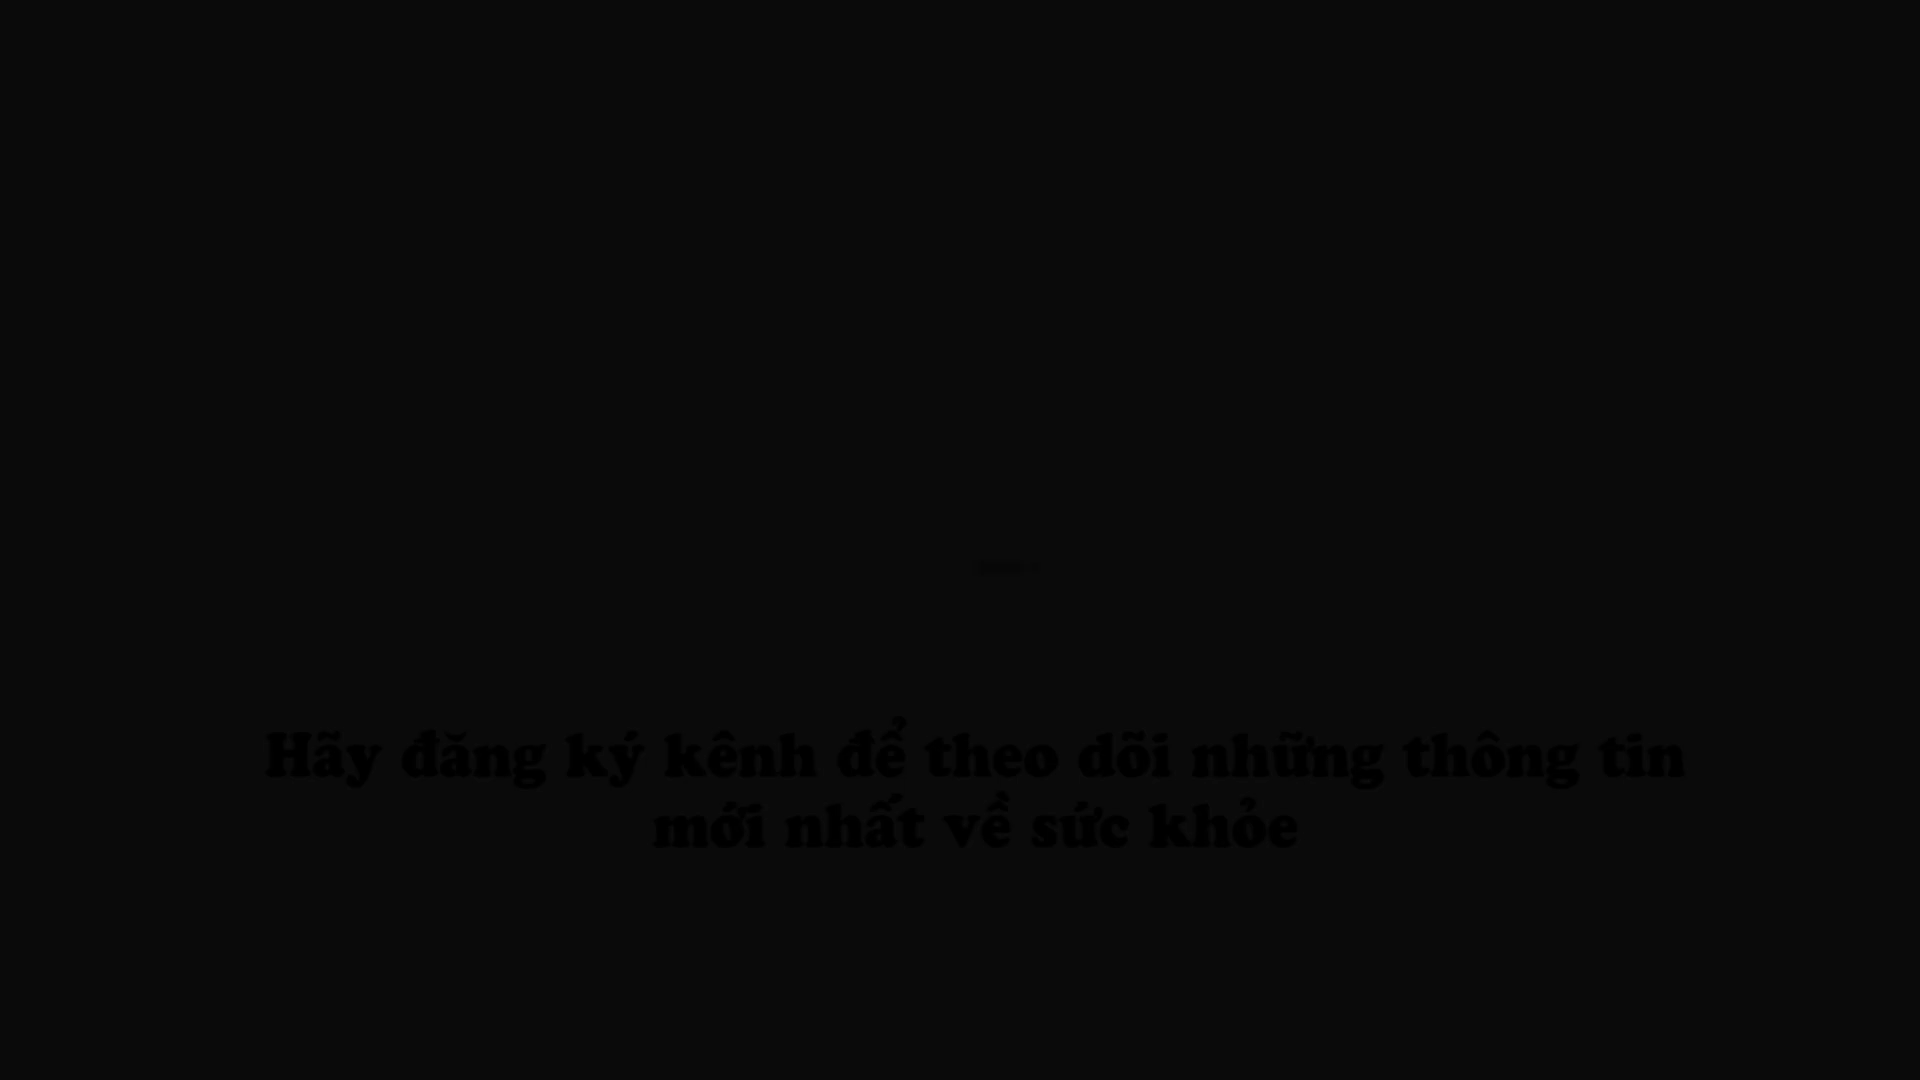 Hãy đăng ký kênh để theo dõi những thông tin
mới nhất về sức khỏe